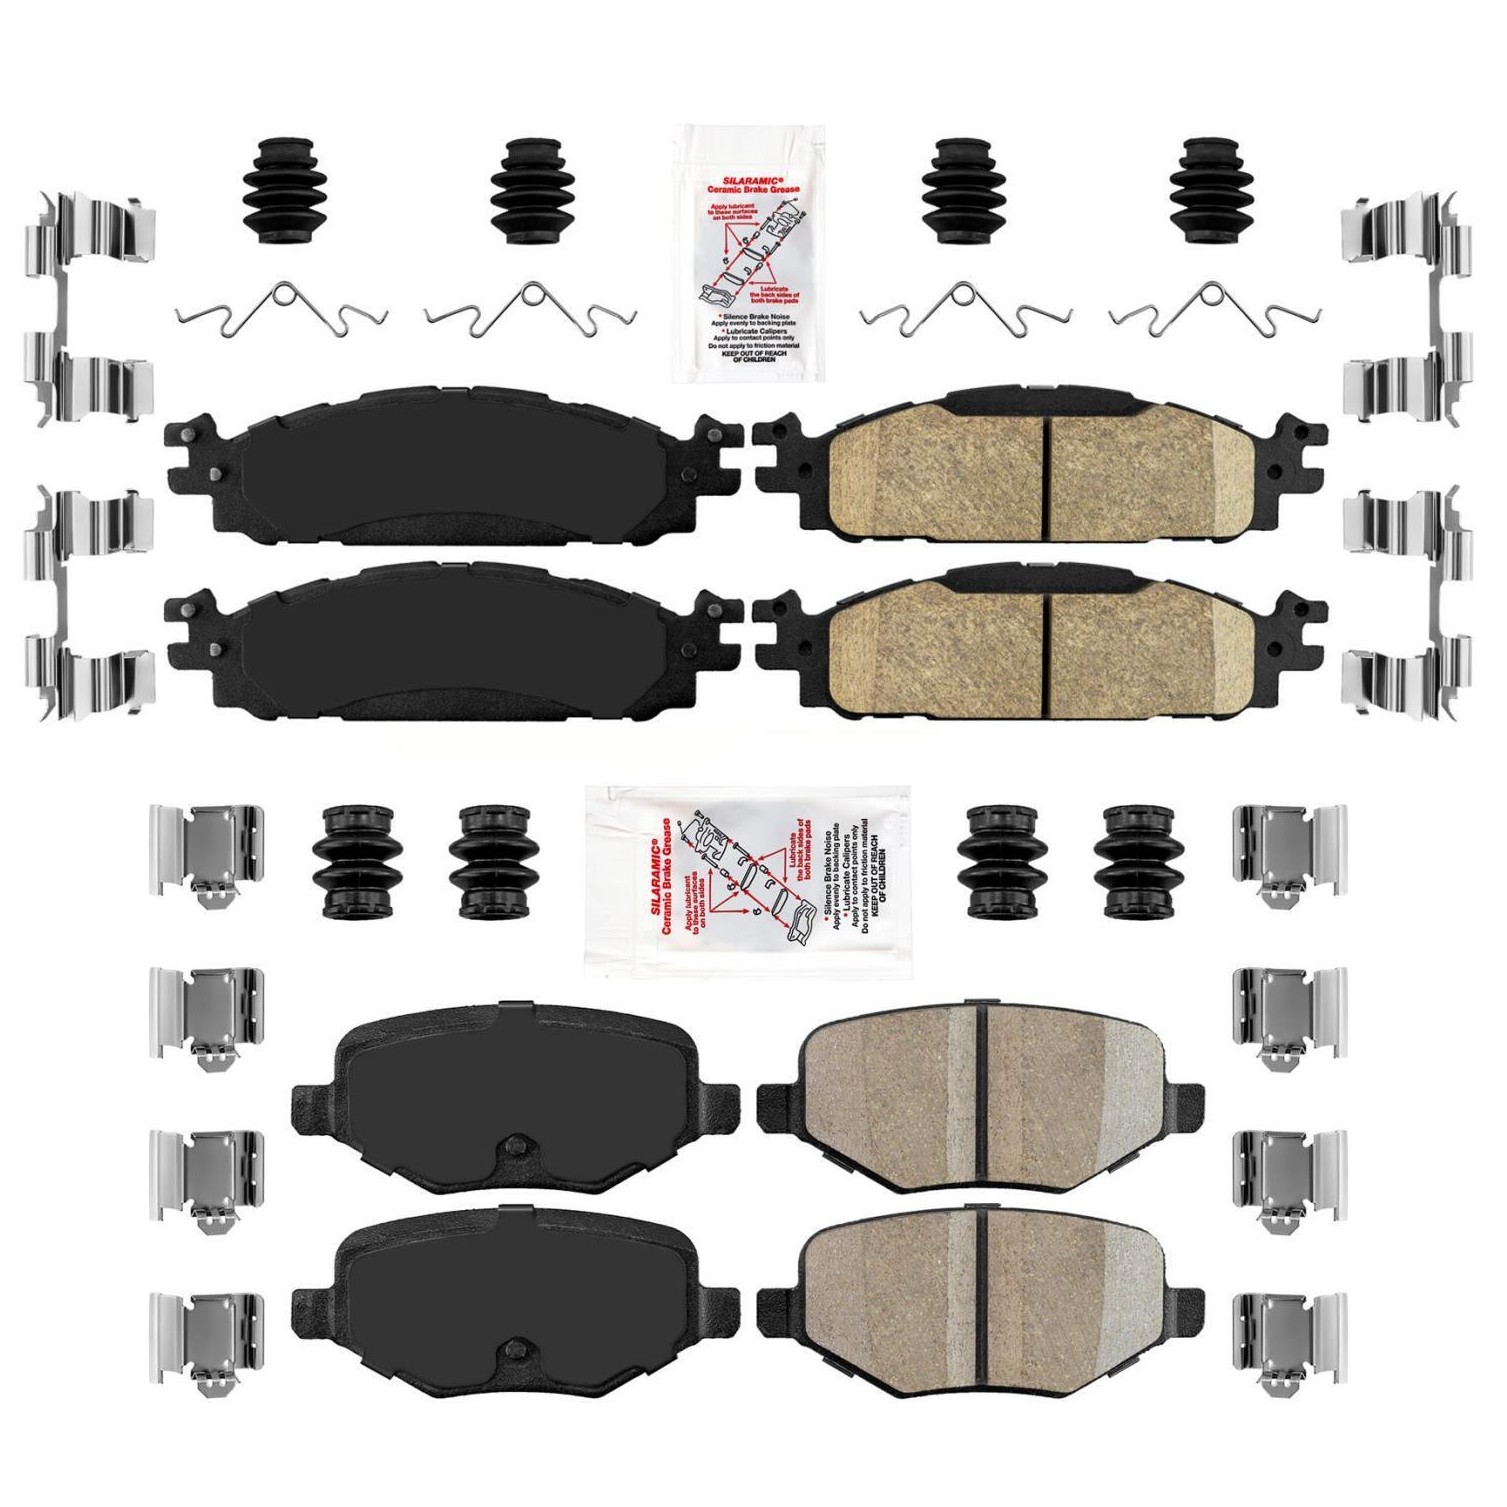 SILARAMIC®
Ceramic Brake Grease
Apply lubricant
to these surfaces
on both sides
Lubricate
the back sides of
both brake pads
* Silence Brake Noise
Apply evenly to backing plate
* Lubricate Calipers
Apply to contact points only
Do not apply to friction material
KEEP OUT OF REACH
OF CHILDREN
SILARAMIC®
Ceramic Brake Grease
Apply lubricant
to these surfaces
on both sides
Lubricate
the back sides of
both brake pads
* Silence Brake Noise
Apply evenly to backing plate
* Lubricate Calipers
Apply to contact points only
Do not apply to friction material
KEEP OUT OF REACH
OF CHILDREN